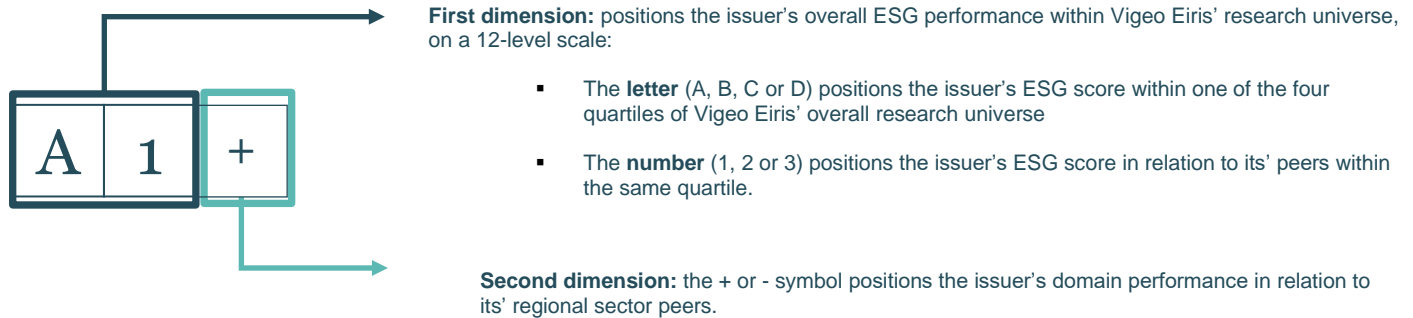 First dimension: positions the issuer's overall ESG performance within Vigeo Eiris' research universe,
on a 12-level scale:
▪ The letter (A, B, C or D) positions the issuer's ESG score within one of the four
quartiles of Vigeo Eiris' overall research universe
A 1 +
▪ The number (1, 2 or 3) positions the issuer's ESG score in relation to its' peers within
the same quartile.
Second dimension: the + or - symbol positions the issuer's domain performance in relation to
its' regional sector peers.